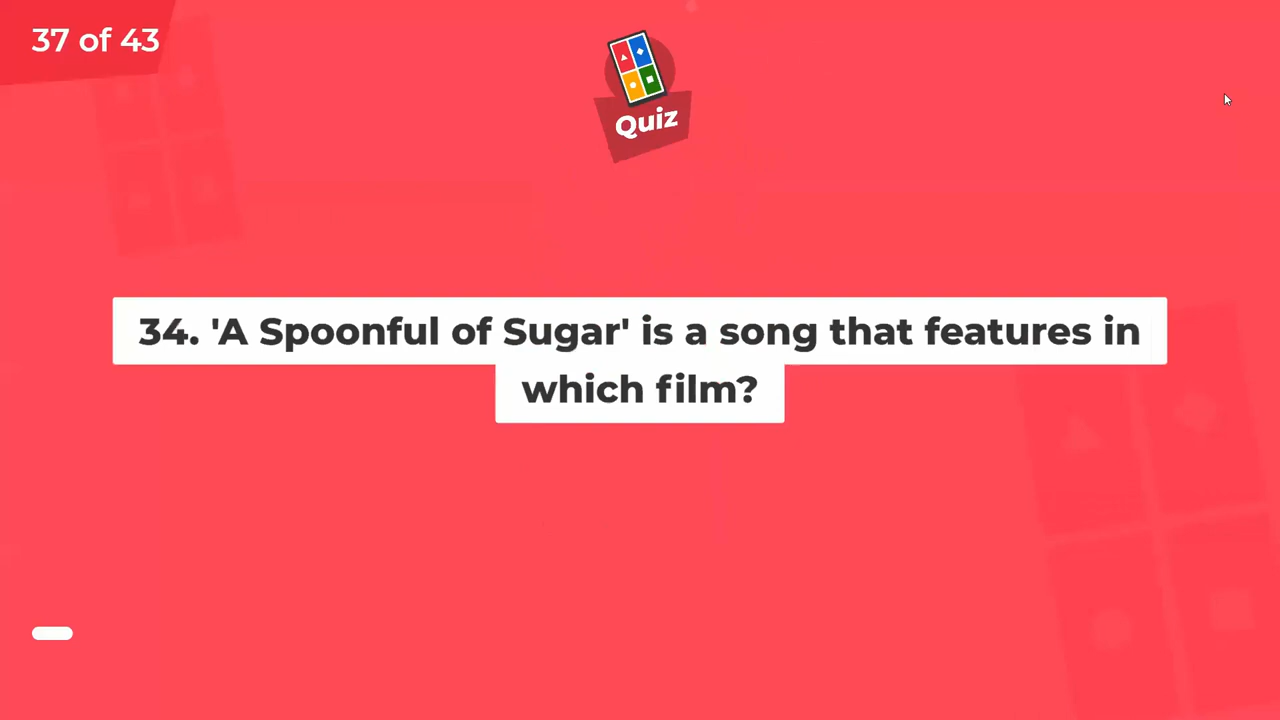 37 of 43
Quiz
34. 'A Spoonful of Sugar' is a song that features in
which film?